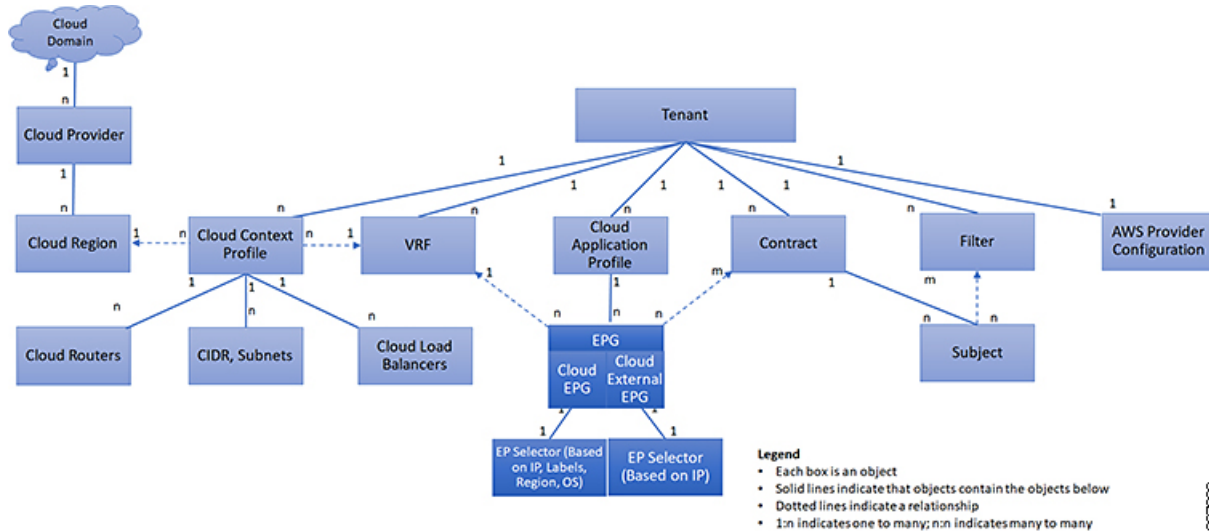 Cloud
Domain
1
n
Cloud Provider
1
n
Cloud Region
Tenant
1
1
1
1
1
1
1
n
n
n
n
n
1
1
n
Cloud Context
Profile
n
1
VRF
Cloud
Application
Profile
Contract
Filter
AWS Provider
Configuration
1
1
1
n
n
n
Cloud Routers
CIDR, Subnets
Cloud Load
Balancers
1
n
1
n
m
n
1
n
m
n
Subject
EPG
Cloud
EPG
Cloud
External
EPG
1
1
1
1
EP Selector (Based
on IP, Labels,
Region, OS)
EP Selector
(Based on IP)
Legend
• Each box is an object
• Solid lines indicate that objects contain the objects below
• Dotted lines indicate a relationship
• 1:n indicates one to many; n:n indicates many to many